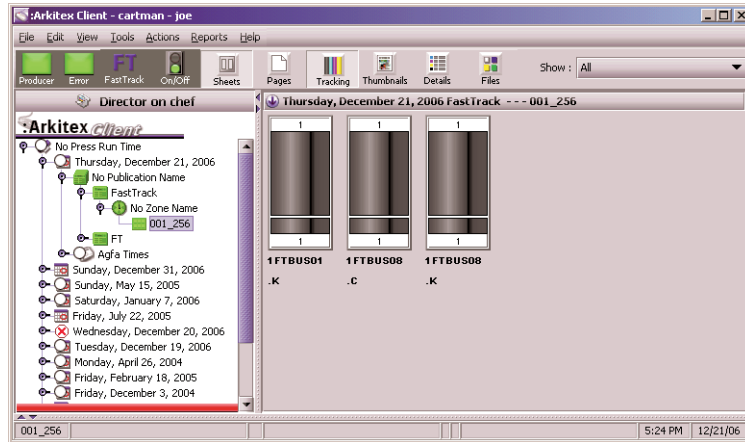 :Arkitex Client - cartman - joe
File Edit View Tools Actions Reports Help
FT
Producer Error FastTrack On/Off Sheets Pages Tracking Thumbnails Details Files Show : All
Director on chef
Thursday, December 21, 2006 FastTrack - - - 001_256
:Arkitex Client
No Press Run Time
Thursday, December 21, 2006
No Publication Name
FastTrack
No Zone Name
001_256
FT
Agfa Times
Sunday, December 31, 2006
Sunday, May 15, 2005
Saturday, January 7, 2006
Friday, July 22, 2005
Wednesday, December 20, 2006
Tuesday, December 19, 2006
Monday, April 26, 2004
Friday, February 18, 2005
Friday, December 3, 2004
1 1 1
1 1 1
1FTBUS01 1FTBUS08 1FTBUS08
.K .C .K
001_256 5:24 PM 12/21/06